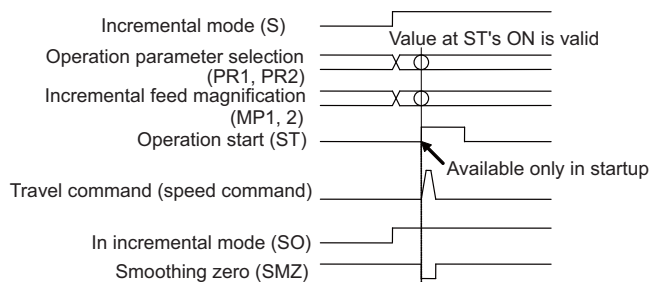 Incremental mode (S)
Value at ST's ON is valid
Operation parameter selection
(PR1, PR2)
Incremental feed magnification
(MP1, 2)
Operation start (ST)
Available only in startup
Travel command (speed command)
In incremental mode (SO)
Smoothing zero (SMZ)